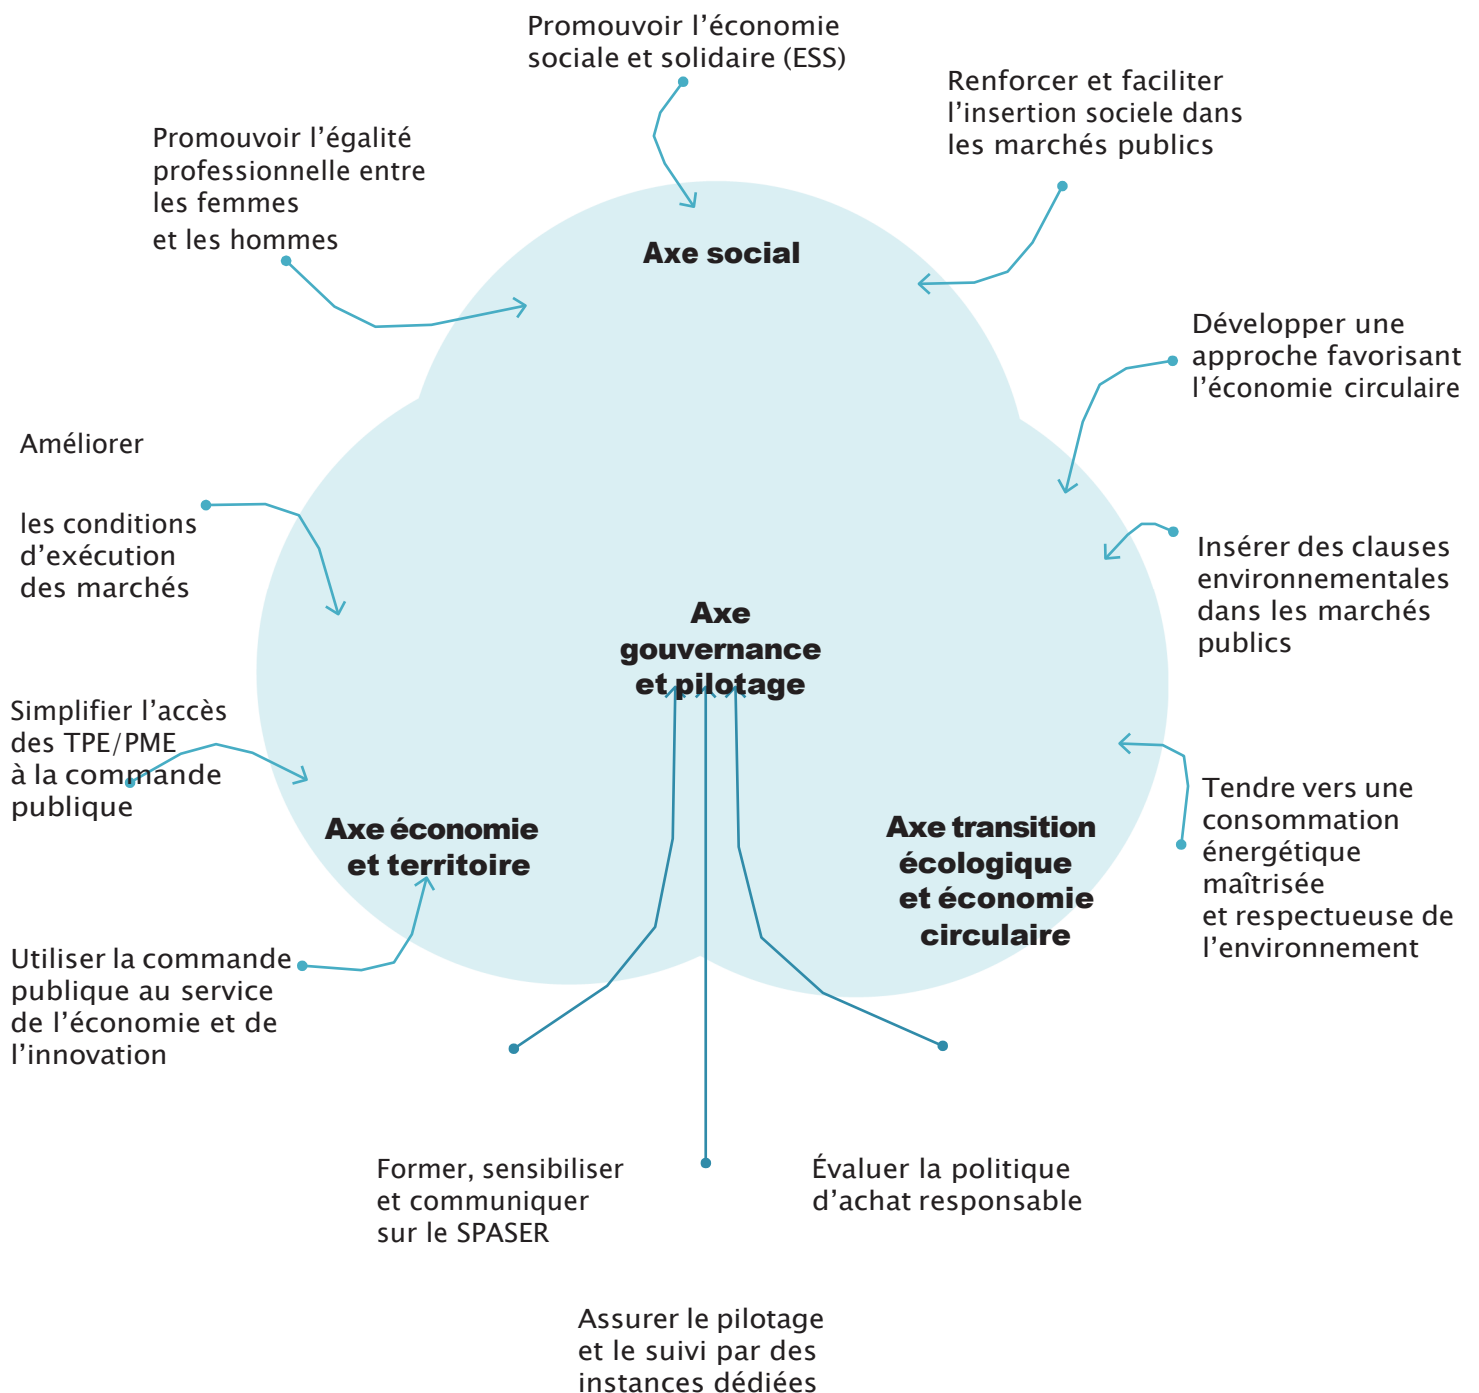 Promouvoir l’économie
sociale et solidaire (ESS)
Renforcer et faciliter
l’insertion sociele dans
les marchés publics
Promouvoir l’égalité
professionnelle entre
les femmes
et les hommes
Axe social
Développer une
approche favorisant
l’économie circulaire
Améliorer
les conditions
d’exécution
des marchés
Insérer des clauses
environnementales
dans les marchés
publics
Axe
gouvernance
et pilotage
Simplifier l’accès
des TPE/PME
à la commande
publique
Axe économie
et territoire
Axe transition
écologique
et économie
circulaire
Tendre vers une
consommation
énergétique
maîtrisée
et respectueuse de
l’environnement
Utiliser la commande
publique au service
de l’économie et de
l’innovation
Former, sensibiliser
et communiquer
sur le SPASER
Évaluer la politique
d’achat responsable
Assurer le pilotage
et le suivi par des
instances dédiées